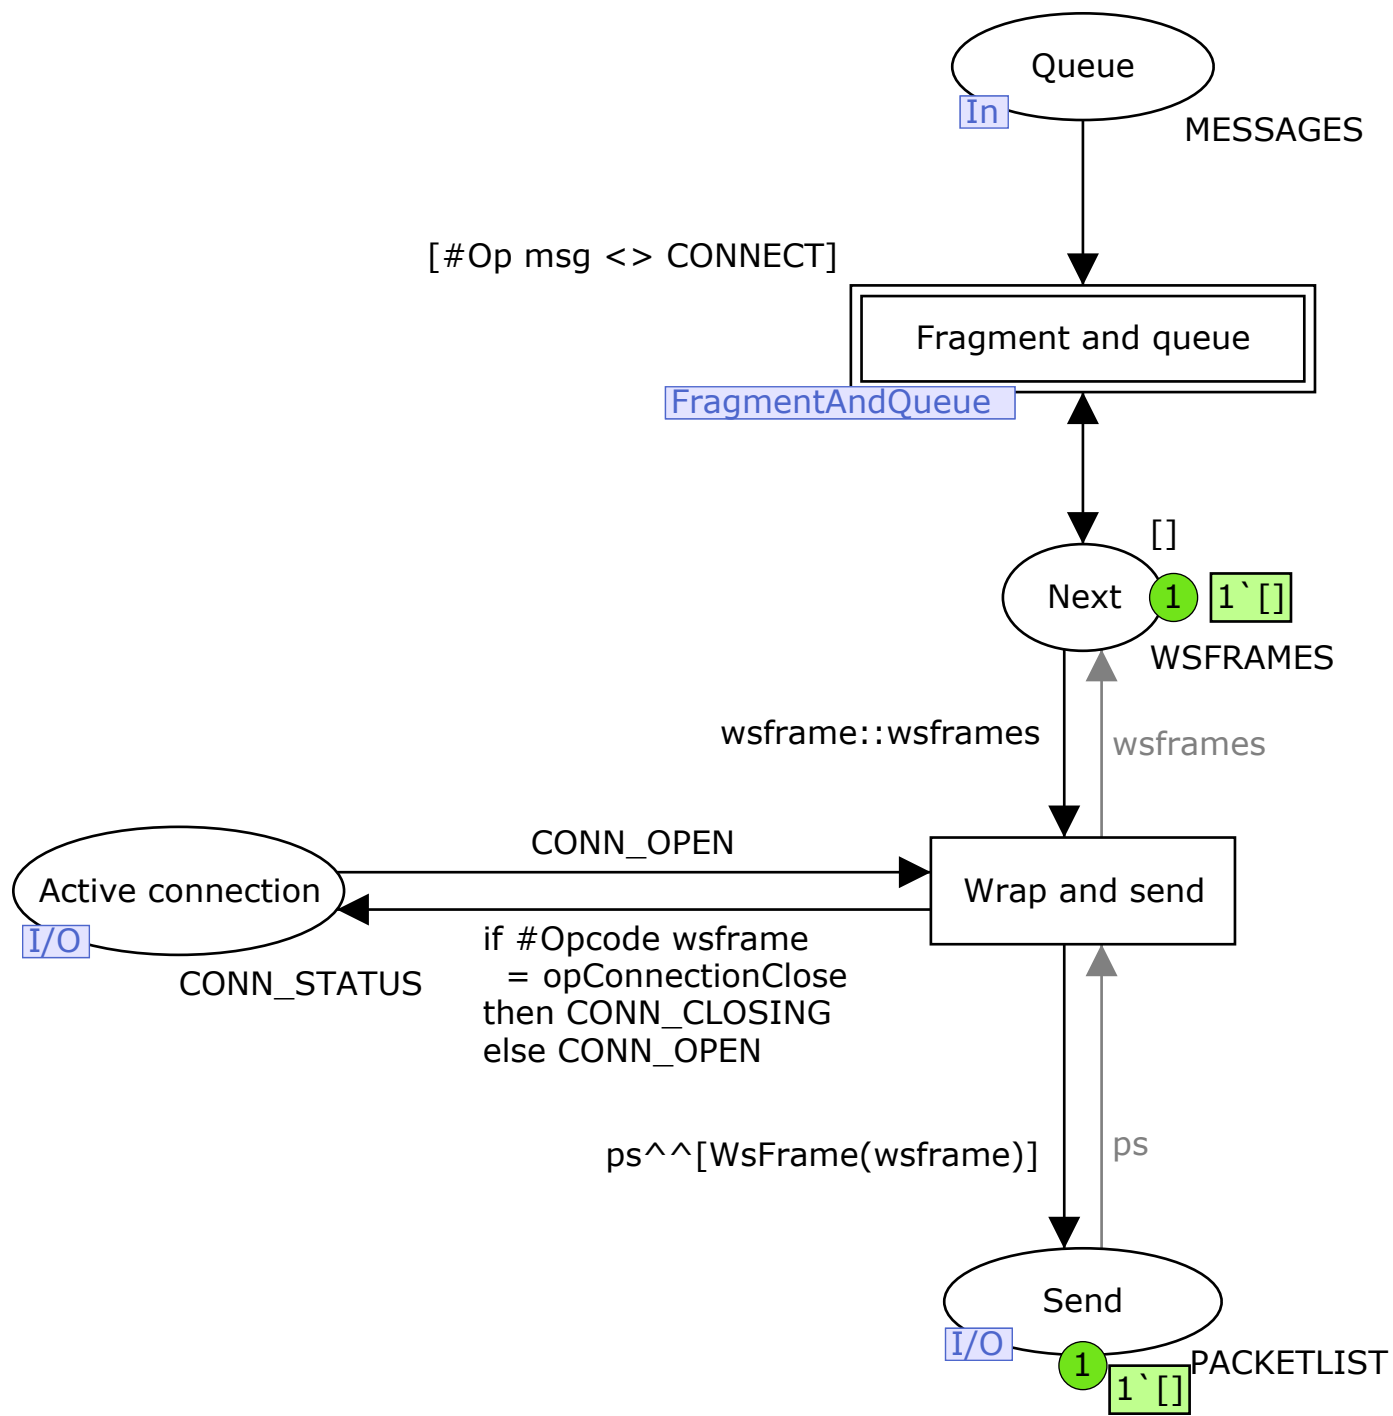 Queue
In
MESSAGES
[#Op msg <> CONNECT]
Fragment and queue
FragmentAndQueue
[]
Next
1
1`[]
WSFRAMES
wsframe::wsframes
wsframes
CONN_OPEN
Active connection
Wrap and send
I/O
CONN_STATUS
if #Opcode wsframe
= opConnectionClose
then CONN_CLOSING
else CONN_OPEN
ps^^[WsFrame(wsframe)]
ps
Send
I/O
1
1`[]
PACKETLIST